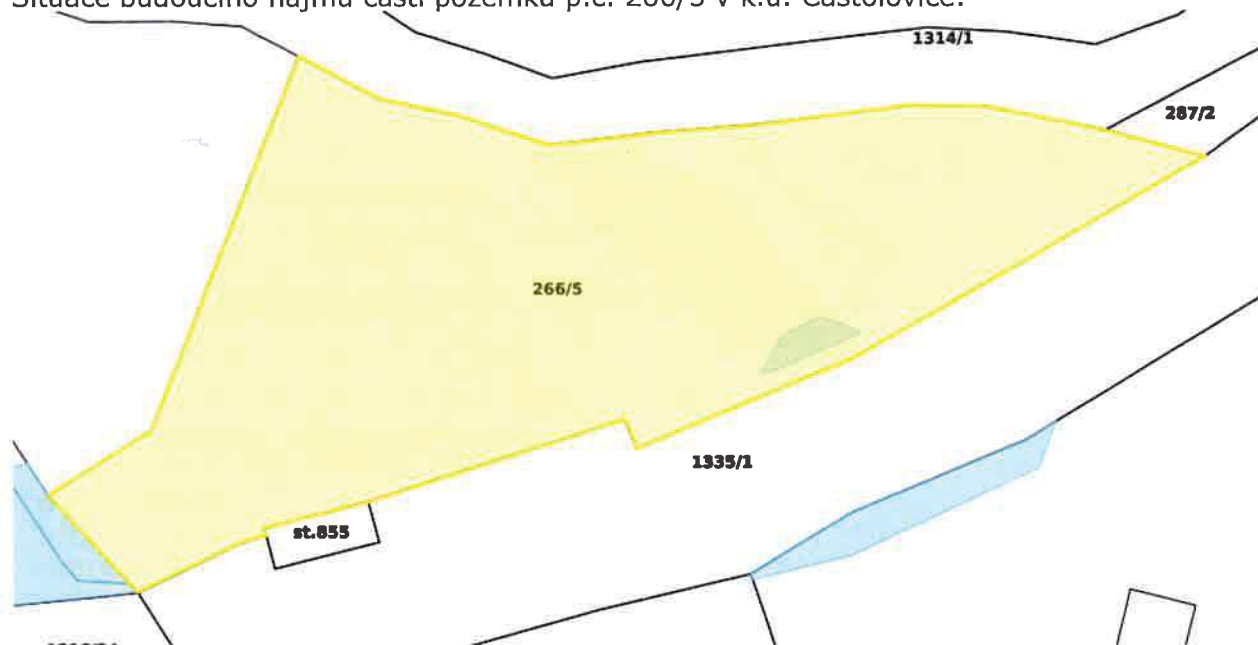 Situace budoucího nájmu části pozemku p.č. 266/5 v k.ú. Častolovice:
1314/1
287/2
266/5
1335/1
st.855